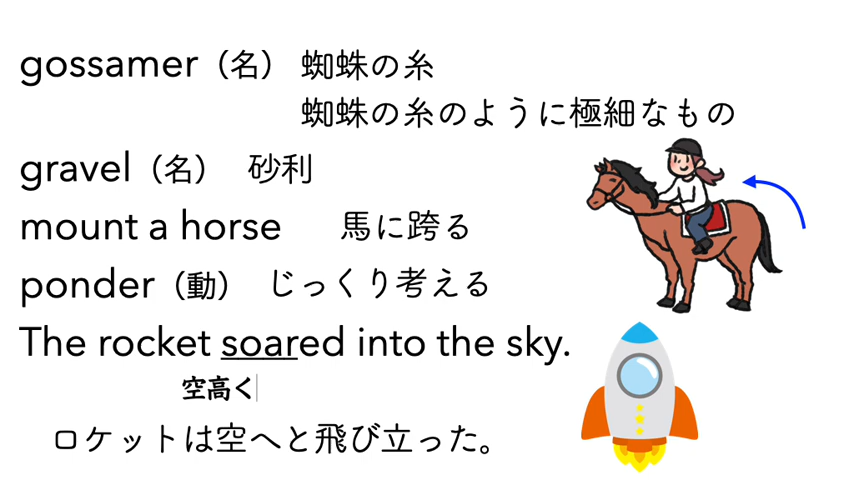 gossamer（名） 蜘蛛の糸
蜘蛛の糸のように極細なもの
gravel（名） 砂利
mount a horse 馬に跨る
ponder（動） じっくり考える
The rocket soared into the sky.
空高く
ロケットは空へと飛び立った。